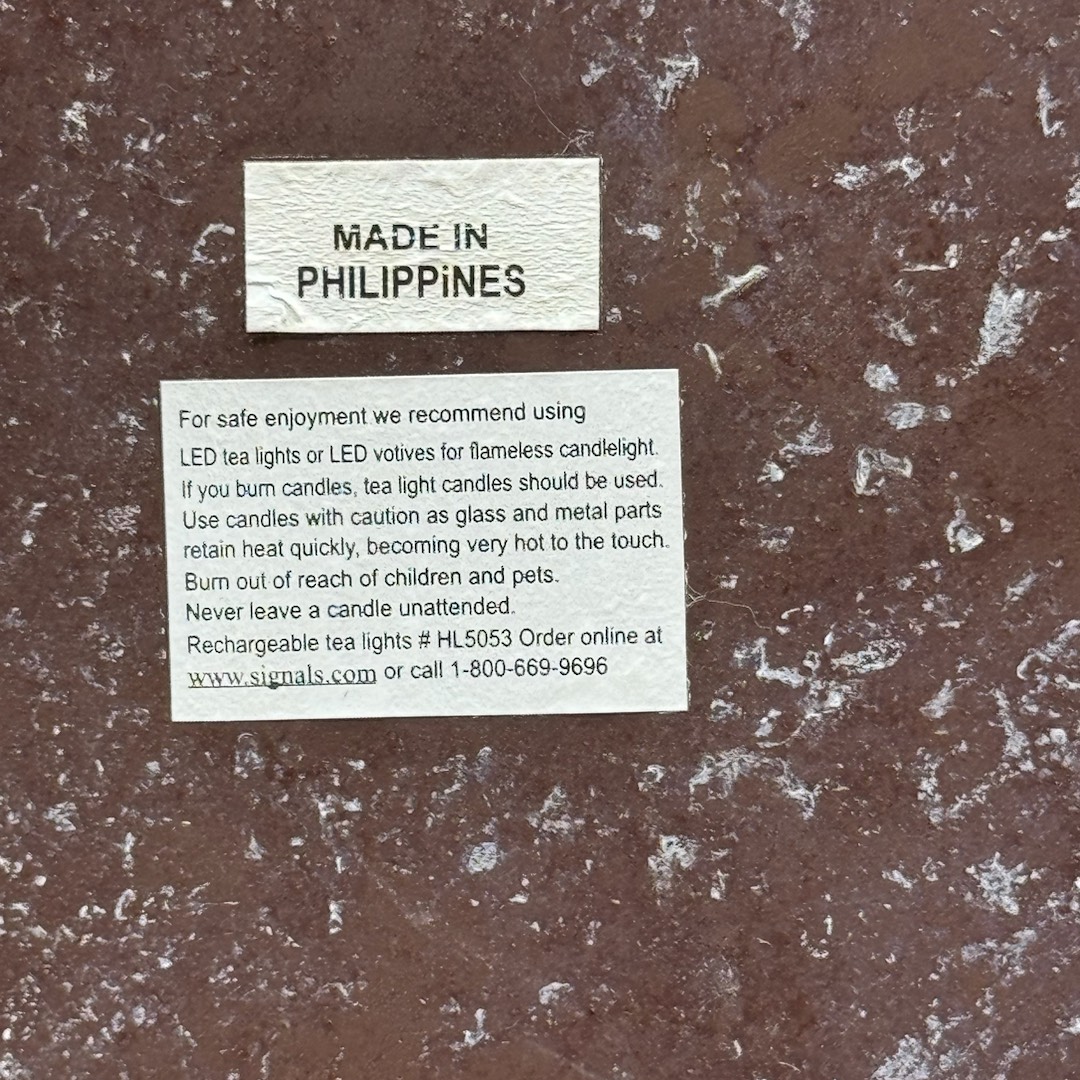 MADE IN
PHILIPPiNES
For safe enjoyment we recommend using
LED tea lights or LED votives for flameless candlelight.
If you burn candles, tea light candles should be used.
Use candles with caution as glass and metal parts
retain heat quickly, becoming very hot to the touch.
Burn out of reach of children and pets.
Never leave a candle unattended.
Rechargeable tea lights # HL5053 Order online at
www.signals.com or call 1-800-669-9696